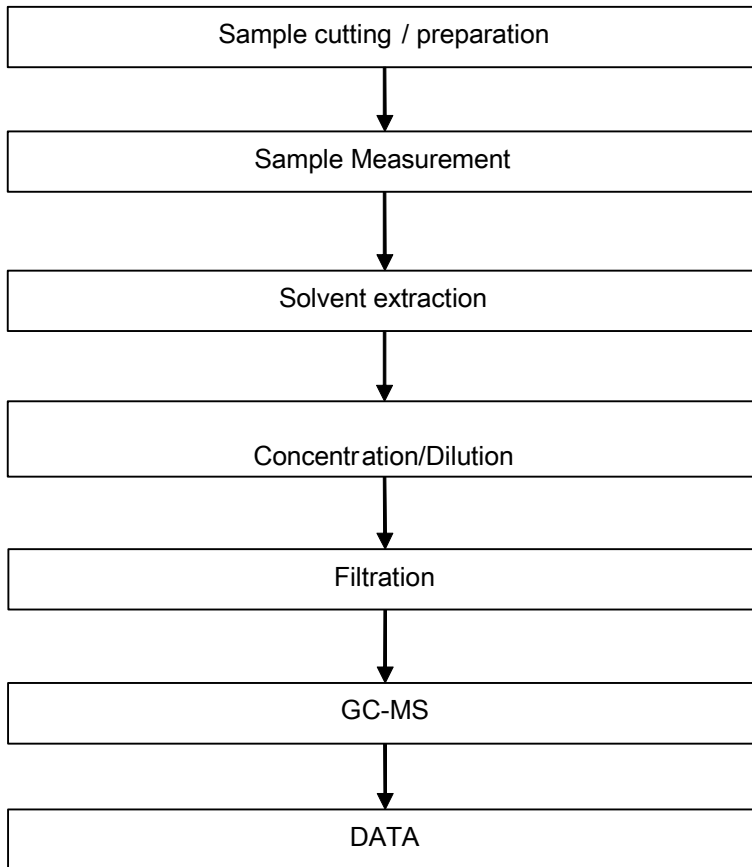 Sample cutting / preparation
Sample Measurement
Solvent extraction
Concentration/Dilution
Filtration
GC-MS
DATA